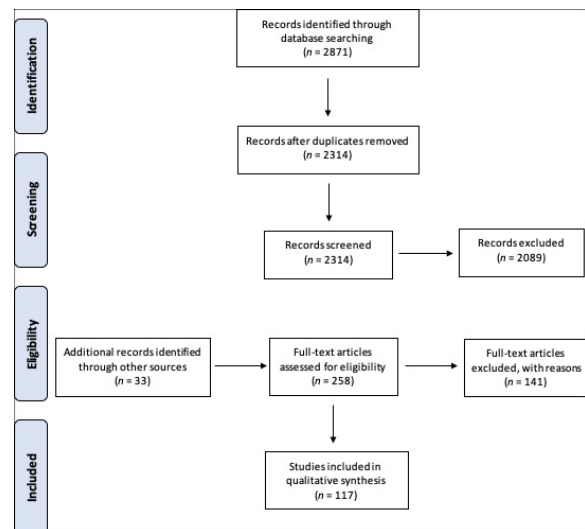 Identification
Records identified through
database searching
(n = 2871)
Records after duplicates removed
(n = 2314)
Screening
Records screened
(n = 2314)
Records excluded
(n = 2089)
Eligibility
Additional records identified
through other sources
(n = 33)
Full-text articles
assessed for eligibility
(n = 258)
Full-text articles
excluded, with reasons
(n = 141)
Included
Studies included in
qualitative synthesis
(n = 117)